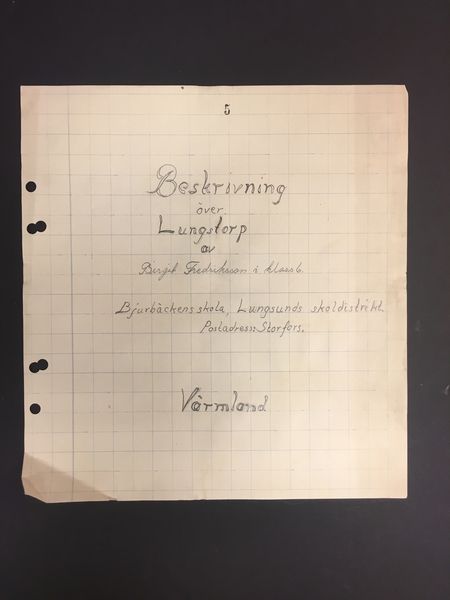 5
Beskrivning
över
Lungstorp
av
Birgit Fredriksson i klass 6.
Bjurbäckens skola, Lungsunds skoldistrikt.
Postadress: Storfors.
Värmland